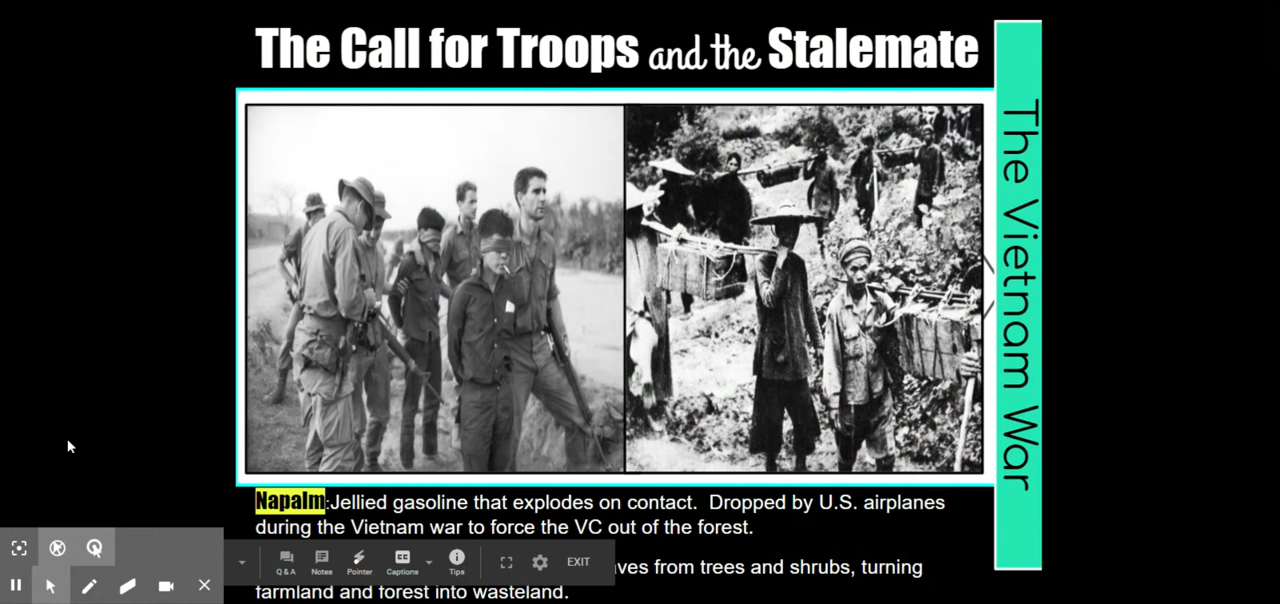 The Call for Troops and the Stalemate
The Vietnam War
Napalm:Jellied gasoline that explodes on contact.  Dropped by U.S. airplanes
during the Vietnam war to force the VC out of the forest.
aves from trees and shrubs, turning
farmland and forest into wasteland.
Q & A Notes Pointer Captions Tips EXIT